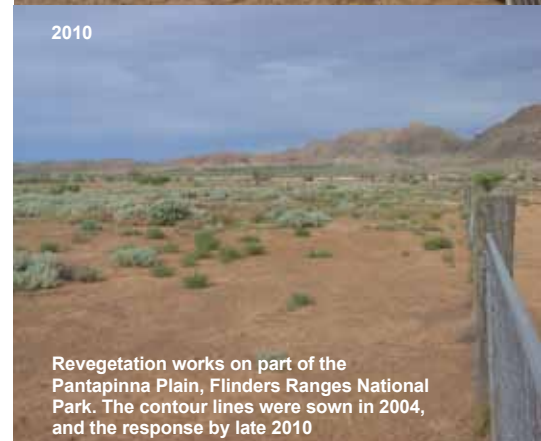 2010
Revegetation works on part of the
Pantapinna Plain, Flinders Ranges National
Park. The contour lines were sown in 2004,
and the response by late 2010